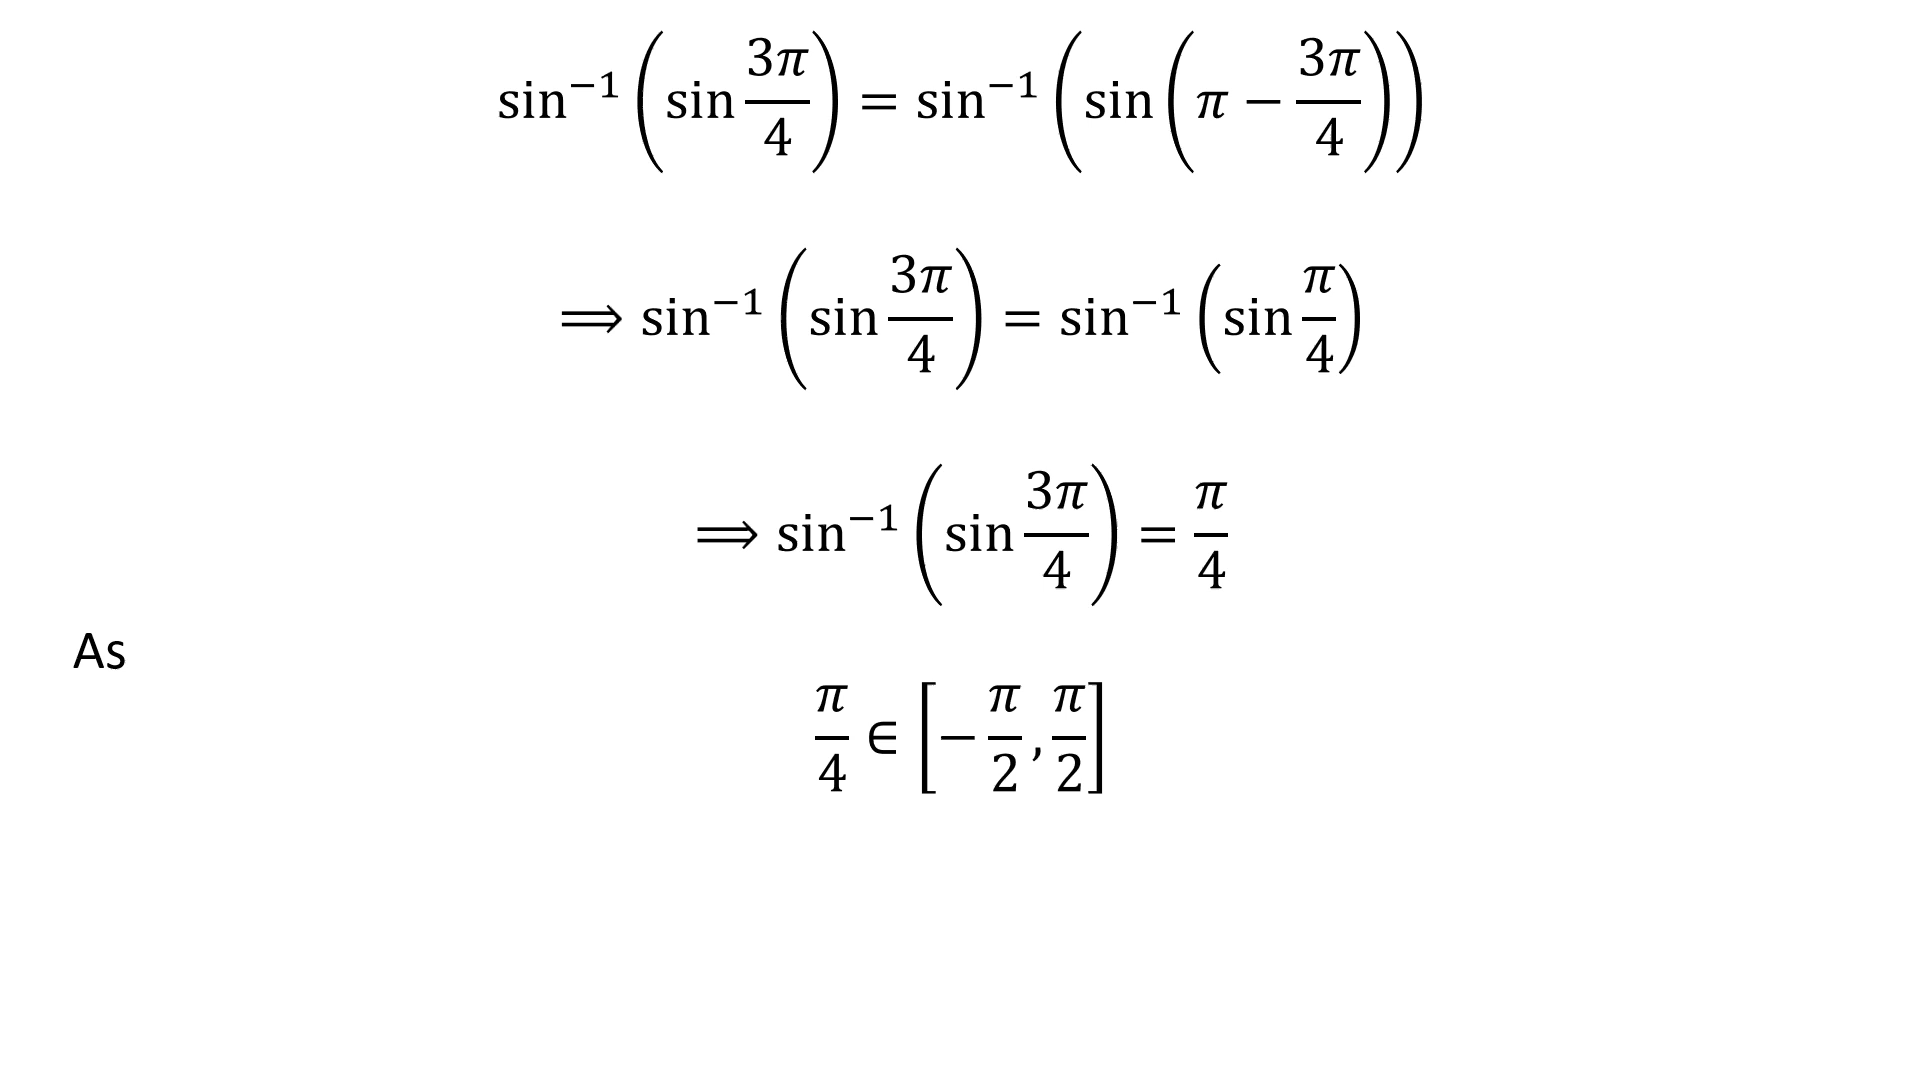 sin⁻¹(sin 3π/4) = sin⁻¹(sin(π − 3π/4))
⟹ sin⁻¹(sin 3π/4) = sin⁻¹(sin π/4)
⟹ sin⁻¹(sin 3π/4) = π/4
As
π/4 ∈ [−π/2, π/2]